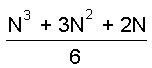 N³ + 3N² + 2N
6